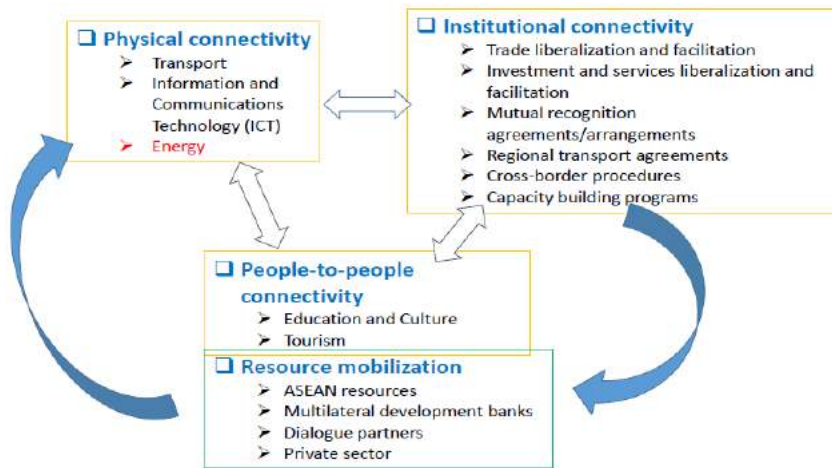 Physical connectivity
Transport
Information and
Communications
Technology (ICT)
Energy
Institutional connectivity
Trade liberalization and facilitation
Investment and services liberalization and
facilitation
Mutual recognition
agreements/arrangements
Regional transport agreements
Cross-border procedures
Capacity building programs
People-to-people
connectivity
Education and Culture
Tourism
Resource mobilization
ASEAN resources
Multilateral development banks
Dialogue partners
Private sector